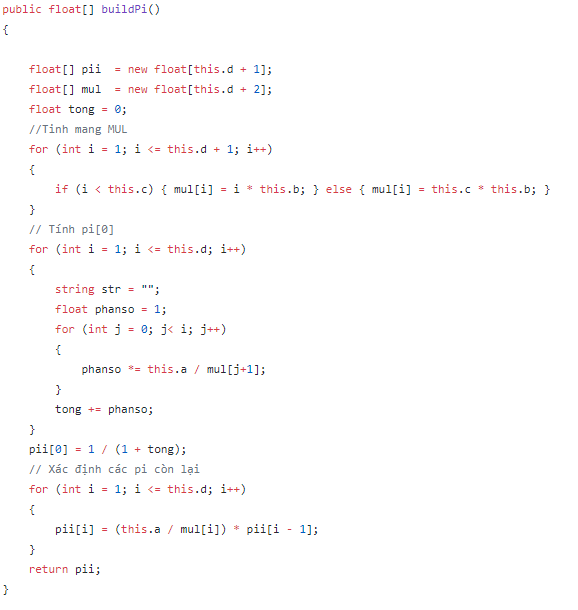 public float[] buildPi()
{
float[] pii  = new float[this.d + 1];
float[] mul  = new float[this.d + 2];
float tong = 0;
//Tinh mang MUL
for (int i = 1; i <= this.d + 1; i++)
{
if (i < this.c) { mul[i] = i * this.b; } else { mul[i] = this.c * this.b; }
}
// Tính pi[0]
for (int i = 1; i <= this.d; i++)
{
string str = "";
float phanso = 1;
for (int j = 0; j< i; j++)
{
phanso *= this.a / mul[j+1];
}
tong += phanso;
}
pii[0] = 1 / (1 + tong);
// Xác định các pi còn lại
for (int i = 1; i <= this.d; i++)
{
pii[i] = (this.a / mul[i]) * pii[i - 1];
}
return pii;
}